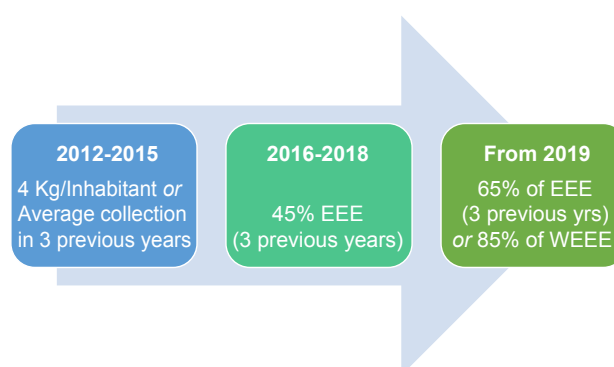 2012-2015
4 Kg/Inhabitant or
Average collection
in 3 previous years
2016-2018
45% EEE
(3 previous years)
From 2019
65% of EEE
(3 previous yrs)
or 85% of WEEE